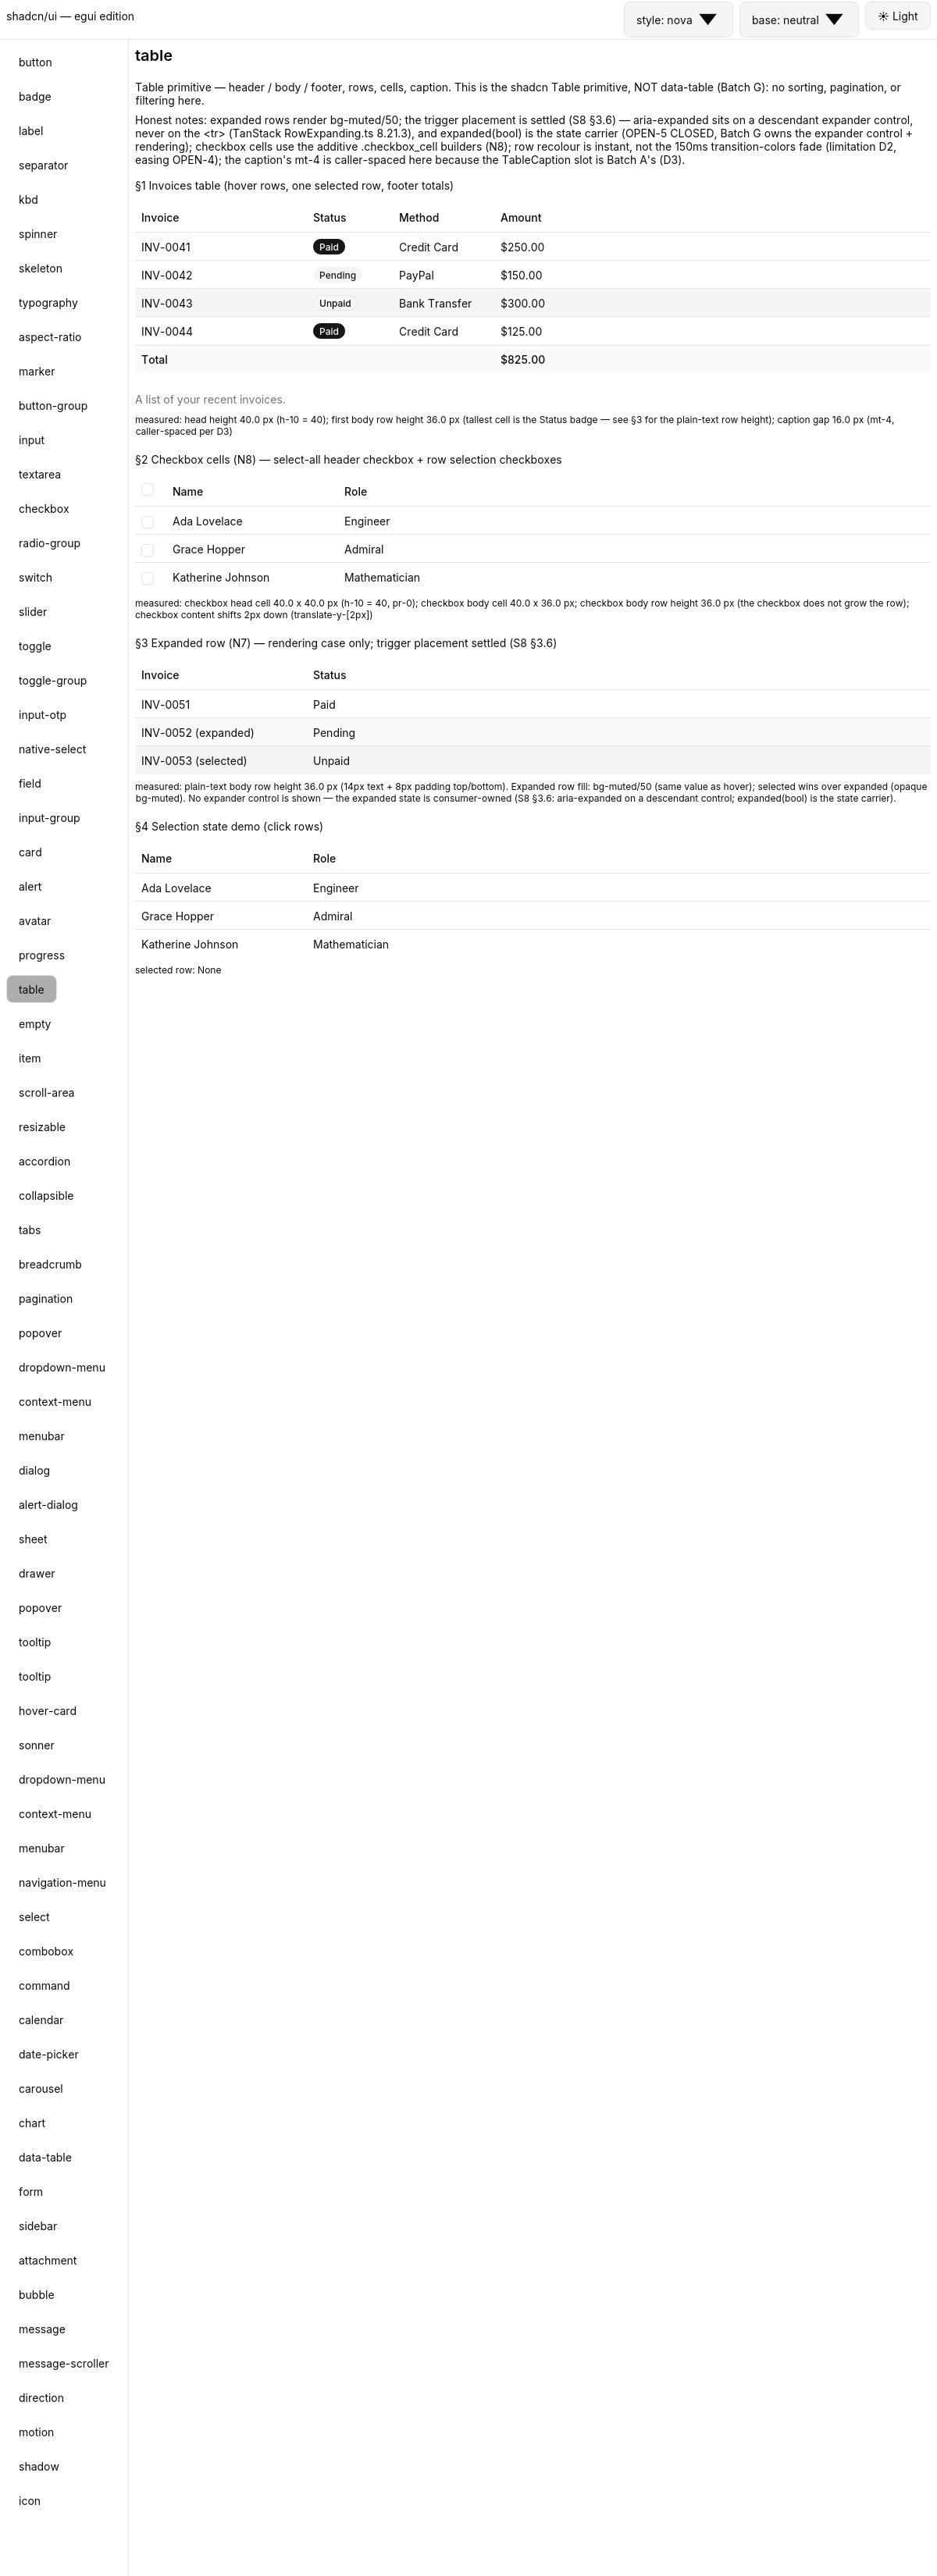 shadcn/ui — egui edition
style: nova
base: neutral
☀ Light
button
badge
label
separator
kbd
spinner
skeleton
typography
aspect-ratio
marker
button-group
input
textarea
checkbox
radio-group
switch
slider
toggle
toggle-group
input-otp
native-select
field
input-group
card
alert
avatar
progress
table
empty
item
scroll-area
resizable
accordion
collapsible
tabs
breadcrumb
pagination
popover
dropdown-menu
context-menu
menubar
dialog
alert-dialog
sheet
drawer
popover
tooltip
tooltip
hover-card
sonner
dropdown-menu
context-menu
menubar
navigation-menu
select
combobox
command
calendar
date-picker
carousel
chart
data-table
form
sidebar
attachment
bubble
message
message-scroller
direction
motion
shadow
icon
table
Table primitive — header / body / footer, rows, cells, caption. This is the shadcn Table primitive, NOT data-table (Batch G): no sorting, pagination, or
filtering here.
Honest notes: expanded rows render bg-muted/50; the trigger placement is settled (S8 §3.6) — aria-expanded sits on a descendant expander control,
never on the <tr> (TanStack RowExpanding.ts 8.21.3), and expanded(bool) is the state carrier (OPEN-5 CLOSED, Batch G owns the expander control +
rendering); checkbox cells use the additive .checkbox_cell builders (N8); row recolour is instant, not the 150ms transition-colors fade (limitation D2,
easing OPEN-4); the caption's mt-4 is caller-spaced here because the TableCaption slot is Batch A's (D3).
§1 Invoices table (hover rows, one selected row, footer totals)
Invoice Status Method Amount
INV-0041 Paid Credit Card $250.00
INV-0042 Pending PayPal $150.00
INV-0043 Unpaid Bank Transfer $300.00
INV-0044 Paid Credit Card $125.00
Total $825.00
A list of your recent invoices.
measured: head height 40.0 px (h-10 = 40); first body row height 36.0 px (tallest cell is the Status badge — see §3 for the plain-text row height); caption gap 16.0 px (mt-4,
caller-spaced per D3)
§2 Checkbox cells (N8) — select-all header checkbox + row selection checkboxes
Name Role
Ada Lovelace Engineer
Grace Hopper Admiral
Katherine Johnson Mathematician
measured: checkbox head cell 40.0 x 40.0 px (h-10 = 40, pr-0); checkbox body cell 40.0 x 36.0 px; checkbox body row height 36.0 px (the checkbox does not grow the row);
checkbox content shifts 2px down (translate-y-[2px])
§3 Expanded row (N7) — rendering case only; trigger placement settled (S8 §3.6)
Invoice Status
INV-0051 Paid
INV-0052 (expanded) Pending
INV-0053 (selected) Unpaid
measured: plain-text body row height 36.0 px (14px text + 8px padding top/bottom). Expanded row fill: bg-muted/50 (same value as hover); selected wins over expanded (opaque
bg-muted). No expander control is shown — the expanded state is consumer-owned (S8 §3.6: aria-expanded on a descendant control; expanded(bool) is the state carrier).
§4 Selection state demo (click rows)
Name Role
Ada Lovelace Engineer
Grace Hopper Admiral
Katherine Johnson Mathematician
selected row: None